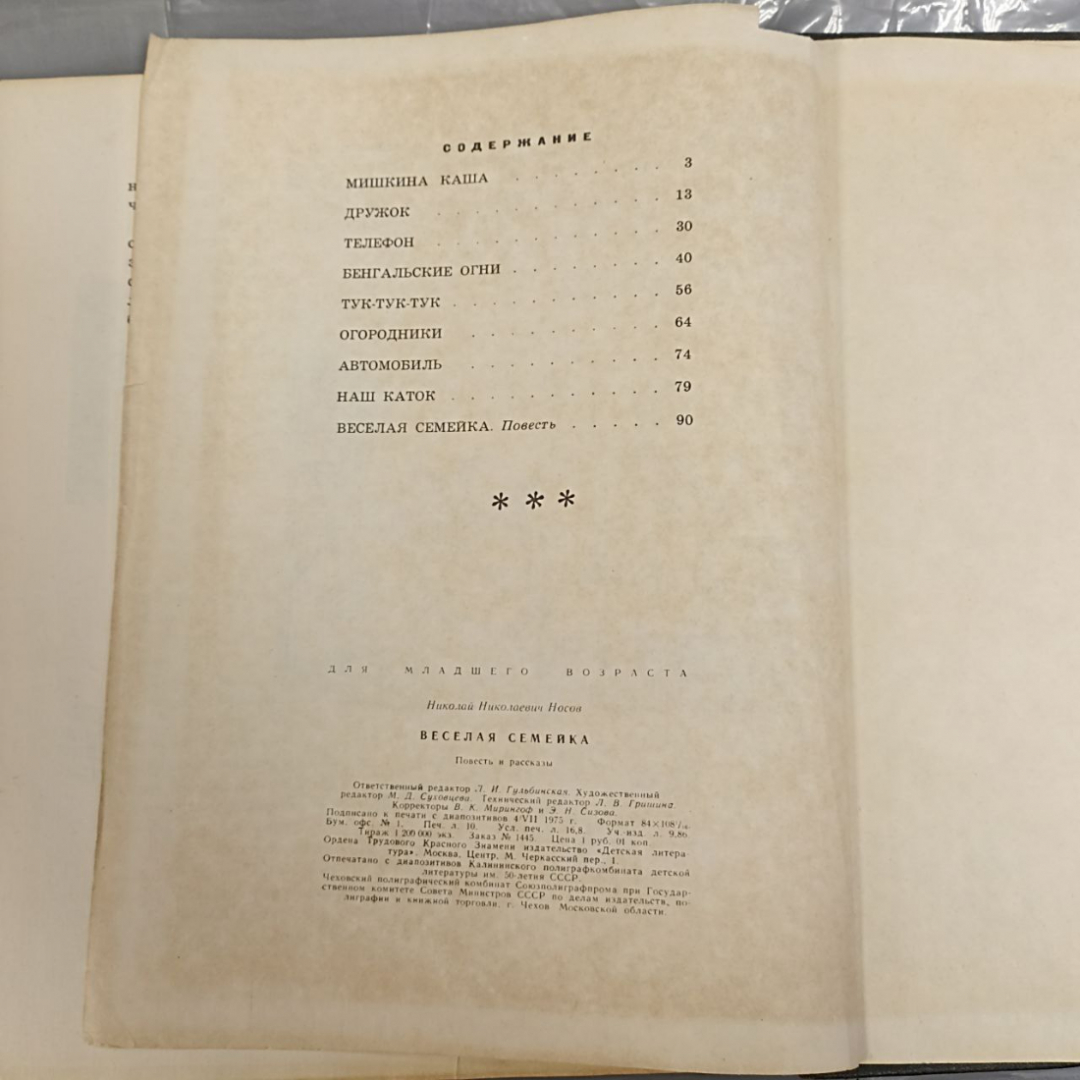 СОДЕРЖАНИЕ
МИШКИНА КАША . . . . . . . . 3
ДРУЖОК . . . . . . . . . . . . 13
ТЕЛЕФОН . . . . . . . . . . . . 30
БЕНГАЛЬСКИЕ ОГНИ . . . . . . . . 40
ТУК-ТУК-ТУК . . . . . . . . . . . 56
ОГОРОДНИКИ . . . . . . . . . . 64
АВТОМОБИЛЬ . . . . . . . . . . 74
НАШ КАТОК . . . . . . . . . . . 79
ВЕСЕЛАЯ СЕМЕЙКА. Повесть . . . . . 90
* * *
ДЛЯ МЛАДШЕГО ВОЗРАСТА
Николай Николаевич Носов
ВЕСЕЛАЯ СЕМЕЙКА
Повесть и рассказы
Ответственный редактор Л. И. Гульбинская. Художественный
редактор М. Д. Суховцева. Технический редактор Л. В. Гришина.
Корректоры В. К. Мирингоф и Э. Н. Сизова.
Подписано к печати с диапозитивов 4/VII 1975 г. Формат 84×108
Бум. офс. № 1. Печ. л. 10. Усл. печ. л. 16,8. Уч изд. л. 9,86.
Тираж 1 200 000 экз. Заказ № 1445. Цена 1 руб. 01 коп.
Ордена Трудового Красного Знамени издательство «Детская литера-
тура». Москва, Центр, М. Черкасский пер., 1.
Отпечатано с диапозитивов Калининского полиграфкомбината детской
литературы им. 50-летия СССР.
Чеховский полиграфический комбинат Союзполиграфпрома при Государ-
ственном комитете Совета Министров СССР по делам издательств, по-
лиграфии и книжной торговли, г. Чехов Московской области.